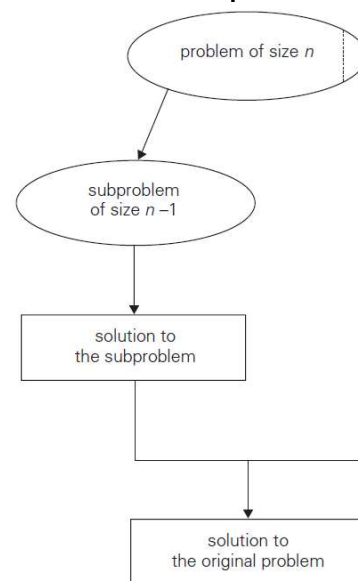 problem of size n
subproblem
of size n –1
solution to
the subproblem
solution to
the original problem